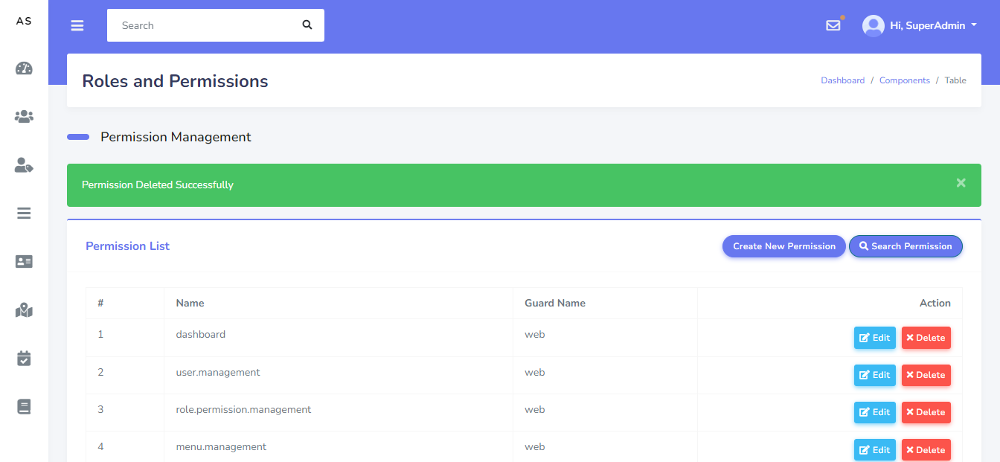 AS
Search
Hi, SuperAdmin
Roles and Permissions
Dashboard / Components / Table
Permission Management
Permission Deleted Successfully
×
Permission List
Create New Permission
Search Permission
# Name Guard Name Action
1 dashboard web Edit Delete
2 user.management web Edit Delete
3 role.permission.management web Edit Delete
4 menu.management web Edit Delete